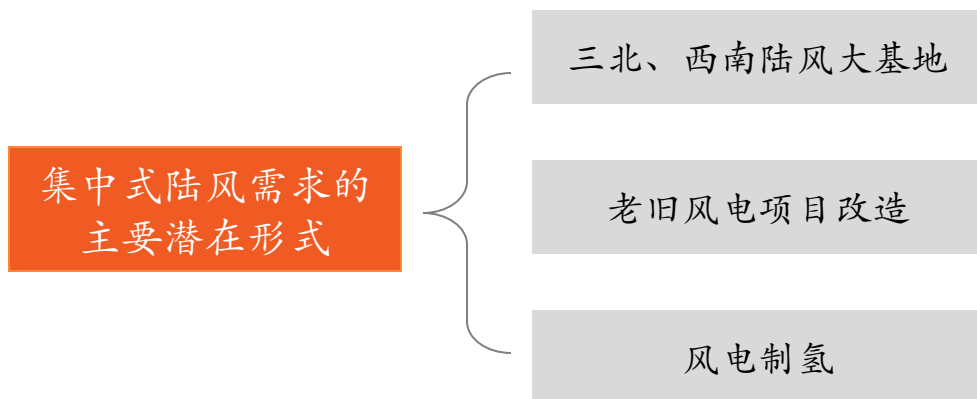 集中式陆风需求的
主要潜在形式
三北、西南陆风大基地
老旧风电项目改造
风电制氢